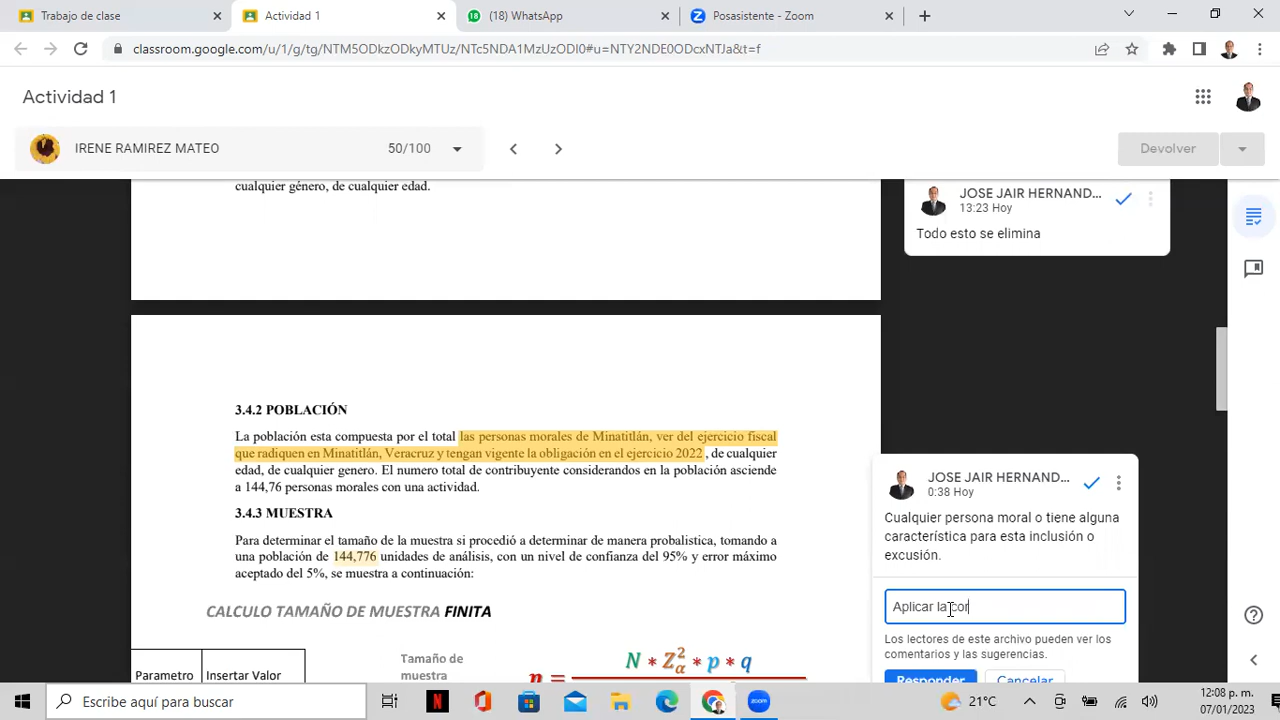 Trabajo de clase
Actividad 1
(18) WhatsApp
Posasistente - Zoom
classroom.google.com/u/1/g/tg/NTM5ODkzODkyMTUz/NTc5NDA1MzUzODI0#u=NTY2NDE0ODcxNTJa&t=f
Actividad 1
IRENE RAMIREZ MATEO
50/100
Devolver
cualquier género, de cualquier edad.
JOSE JAIR HERNAND...
13:23 Hoy
Todo esto se elimina
3.4.2 POBLACIÓN
La población esta compuesta por el total las personas morales de Minatitlán, ver del ejercicio fiscal
que radiquen en Minatitlán, Veracruz y tengan vigente la obligación en el ejercicio 2022 , de cualquier
edad, de cualquier genero. El numero total de contribuyente considerados en la población asciende
a 144,76 personas morales con una actividad.
3.4.3 MUESTRA
Para determinar el tamaño de la muestra si procedió a determinar de manera probalistica, tomando a
una población de 144,776 unidades de análisis, con un nivel de confianza del 95% y error máximo
aceptado del 5%, se muestra a continuación:
CALCULO TAMAÑO DE MUESTRA FINITA
Parametro Insertar Valor
Tamaño de
muestra
n = N * Z²α * p * q
JOSE JAIR HERNAND...
0:38 Hoy
Cualquier persona moral o tiene alguna
característica para esta inclusión o
excusión.
Aplicar la cor
Los lectores de este archivo pueden ver los
comentarios y las sugerencias.
Responder Cancelar
Escribe aquí para buscar
21°C
12:08 p. m.
07/01/2023